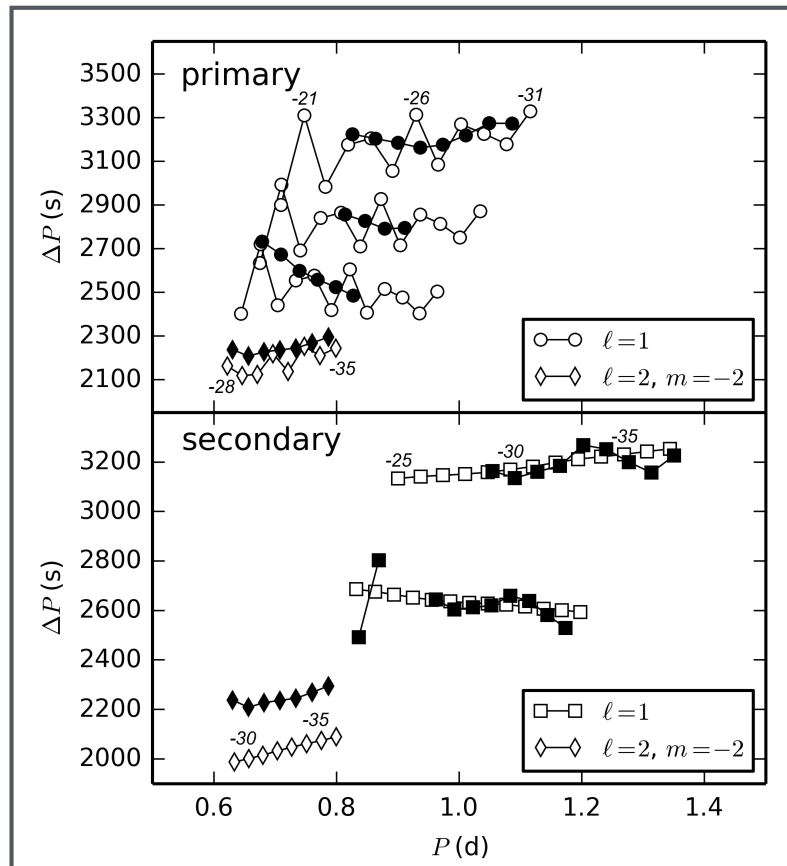 primary
3500
3300
3100
2900
2700
2500
2300
2100
ΔP (s)
-21
-26
-31
-28
-35
ℓ=1
ℓ=2, m=−2
secondary
3200
3000
2800
2600
2400
2200
2000
ΔP (s)
-25
-30
-35
-30
-35
ℓ=1
ℓ=2, m=−2
0.6 0.8 1.0 1.2 1.4
P (d)